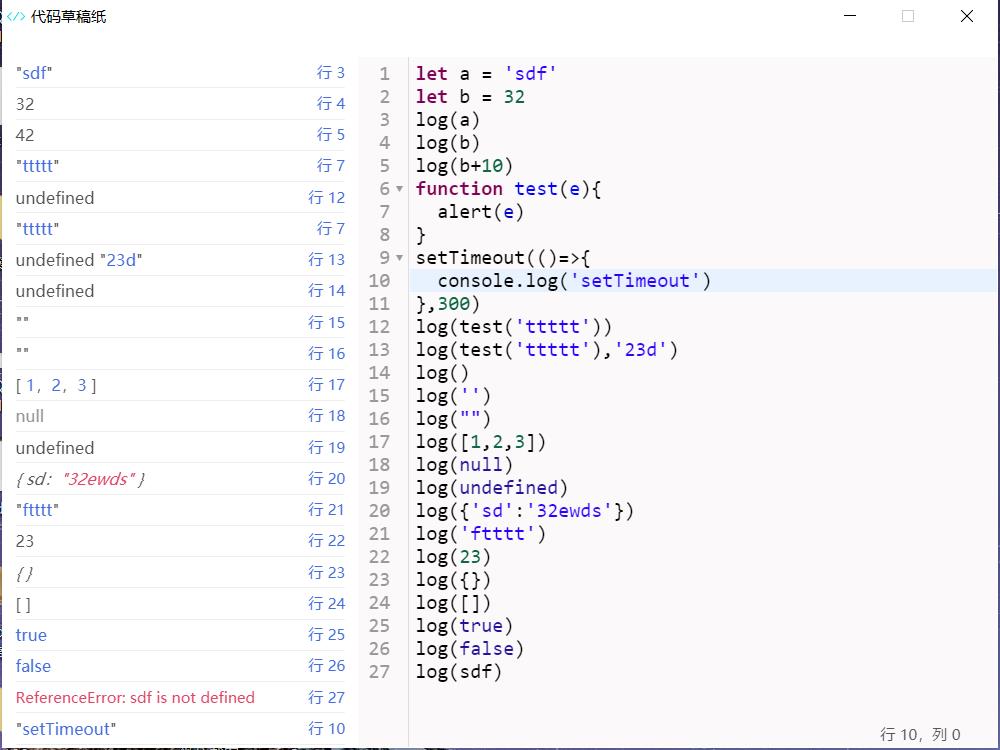 代码草稿纸
"sdf" 行 3
32 行 4
42 行 5
"ttttt" 行 7
undefined 行 12
"ttttt" 行 7
undefined "23d" 行 13
undefined 行 14
"" 行 15
"" 行 16
[ 1, 2, 3 ] 行 17
null 行 18
undefined 行 19
{ sd: "32ewds" } 行 20
"ftttt" 行 21
23 行 22
{ } 行 23
[ ] 行 24
true 行 25
false 行 26
ReferenceError: sdf is not defined 行 27
"setTimeout" 行 10
1 let a = 'sdf'
2 let b = 32
3 log(a)
4 log(b)
5 log(b+10)
6 function test(e){
7   alert(e)
8 }
9 setTimeout(()=>{
10   console.log('setTimeout')
11 },300)
12 log(test('ttttt'))
13 log(test('ttttt'),'23d')
14 log()
15 log('')
16 log("")
17 log([1,2,3])
18 log(null)
19 log(undefined)
20 log({'sd':'32ewds'})
21 log('ftttt')
22 log(23)
23 log({})
24 log([])
25 log(true)
26 log(false)
27 log(sdf)
行 10, 列 0